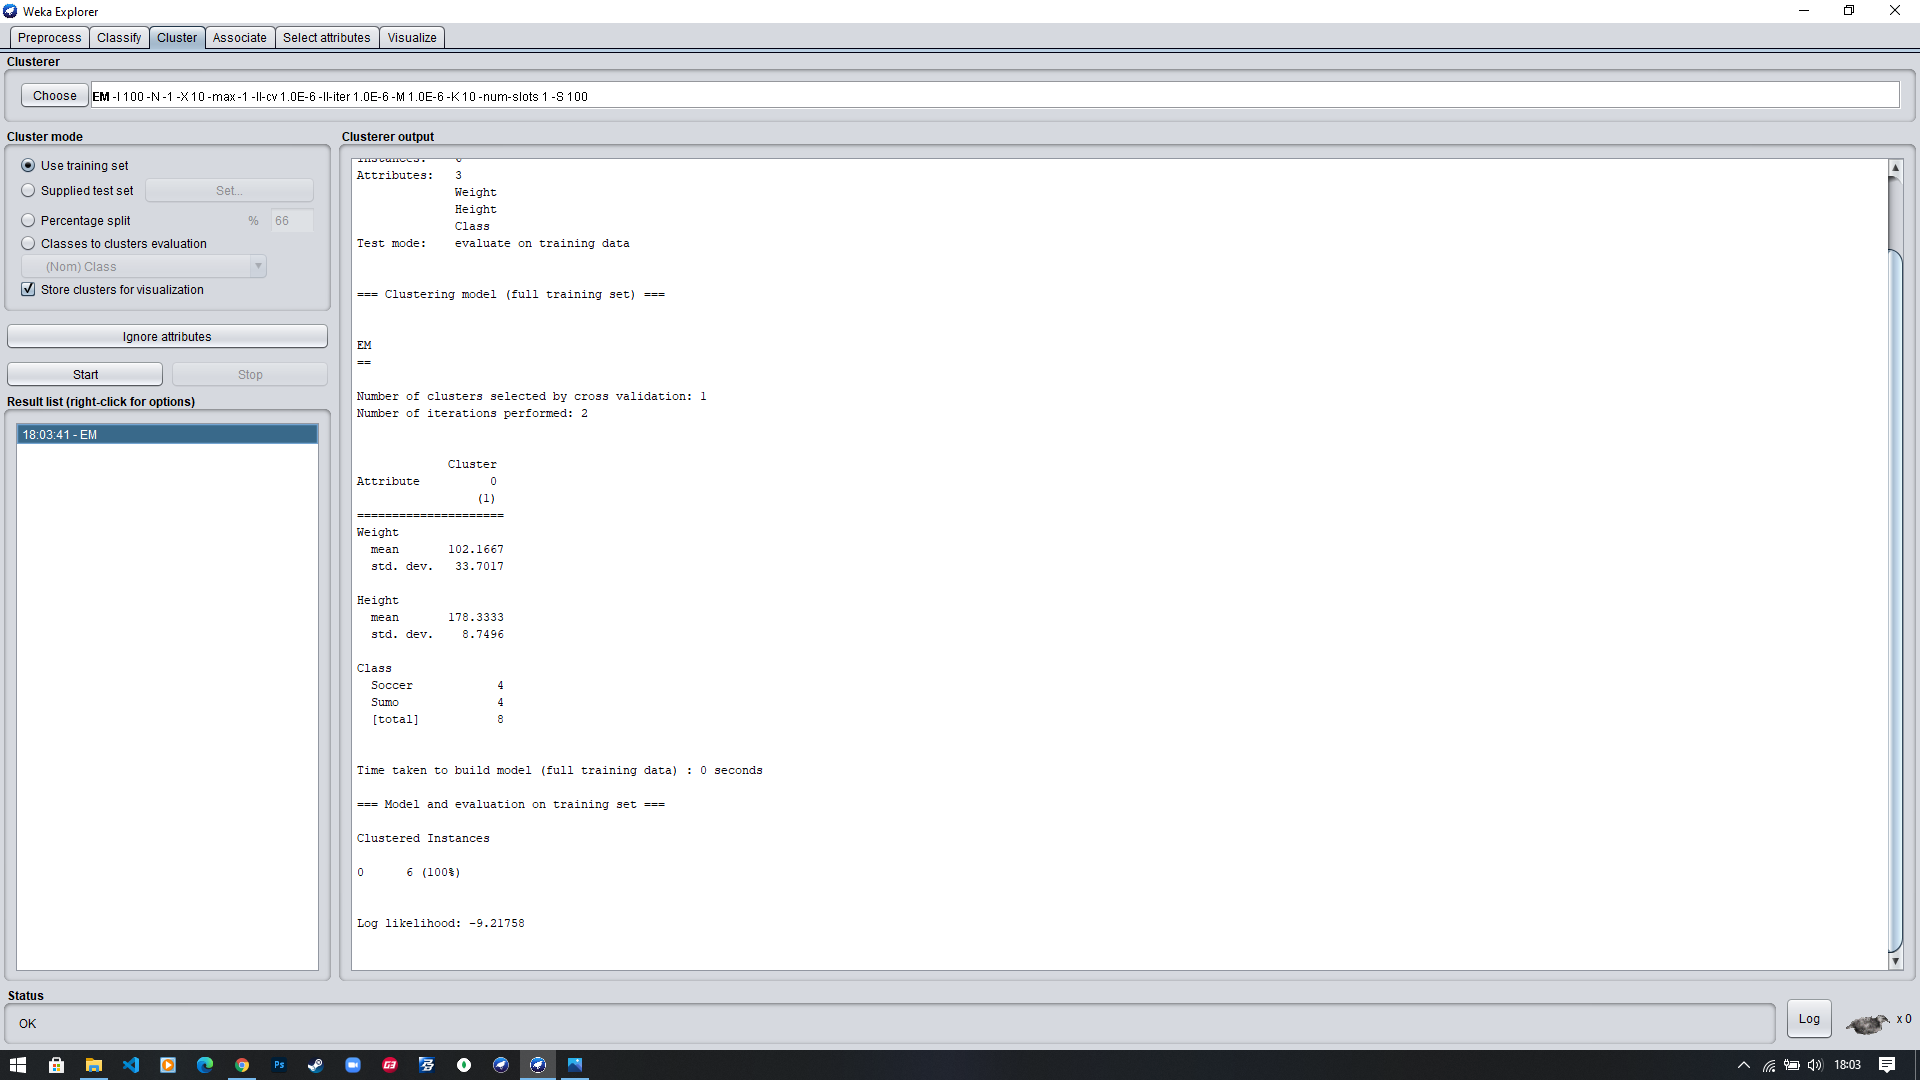 Weka Explorer
Preprocess Classify Cluster Associate Select attributes Visualize
Clusterer
Choose EM -I 100 -N -1 -X 10 -max -1 -ll-cv 1.0E-6 -ll-iter 1.0E-6 -M 1.0E-6 -K 10 -num-slots 1 -S 100
Cluster mode
Use training set
Supplied test set Set...
Percentage split % 66
Classes to clusters evaluation
(Nom) Class
Store clusters for visualization
Ignore attributes
Start Stop
Result list (right-click for options)
18:03:41 - EM
Clusterer output
Instances: 6
Attributes: 3
Weight
Height
Class
Test mode: evaluate on training data
=== Clustering model (full training set) ===
EM
==
Number of clusters selected by cross validation: 1
Number of iterations performed: 2
Cluster
Attribute 0
(1)
=====================
Weight
mean 102.1667
std. dev. 33.7017
Height
mean 178.3333
std. dev. 8.7496
Class
Soccer 4
Sumo 4
[total] 8
Time taken to build model (full training data) : 0 seconds
=== Model and evaluation on training set ===
Clustered Instances
0 6 (100%)
Log likelihood: -9.21758
Status
OK
Log
x 0
Ps
G3
18:03